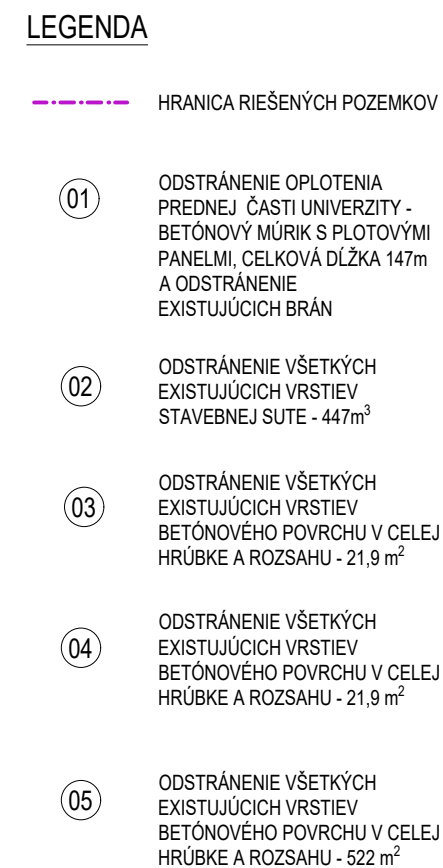 LEGENDA
HRANICA RIEŠENÝCH POZEMKOV
01
ODSTRÁNENIE OPLOTENIA
PREDNEJ ČASTI UNIVERZITY -
BETÓNOVÝ MÚRIK S PLOTOVÝMI
PANELMI, CELKOVÁ DĹŽKA 147m
A ODSTRÁNENIE
EXISTUJÚCICH BRÁN
02
ODSTRÁNENIE VŠETKÝCH
EXISTUJÚCICH VRSTIEV
STAVEBNEJ SUTE - 447m³
03
ODSTRÁNENIE VŠETKÝCH
EXISTUJÚCICH VRSTIEV
BETÓNOVÉHO POVRCHU V CELEJ
HRÚBKE A ROZSAHU - 21,9 m²
04
ODSTRÁNENIE VŠETKÝCH
EXISTUJÚCICH VRSTIEV
BETÓNOVÉHO POVRCHU V CELEJ
HRÚBKE A ROZSAHU - 21,9 m²
05
ODSTRÁNENIE VŠETKÝCH
EXISTUJÚCICH VRSTIEV
BETÓNOVÉHO POVRCHU V CELEJ
HRÚBKE A ROZSAHU - 522 m²